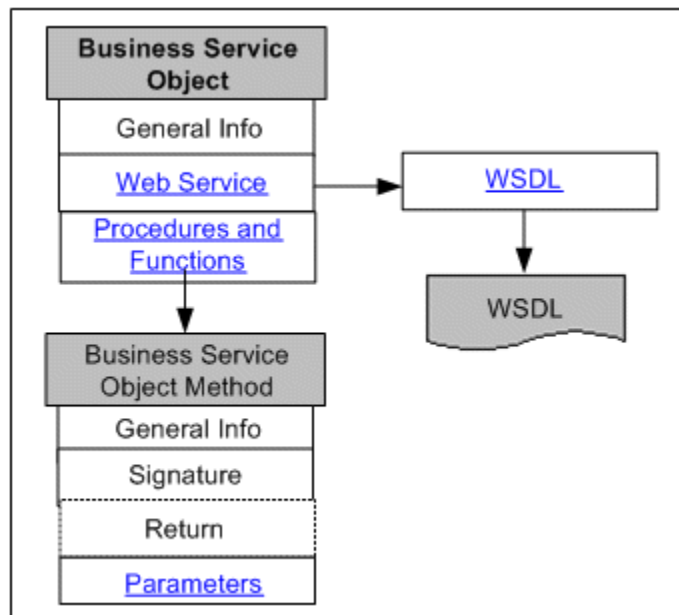 Business Service
Object
General Info
Web Service
Procedures and
Functions
WSDL
WSDL
Business Service
Object Method
General Info
Signature
Return
Parameters